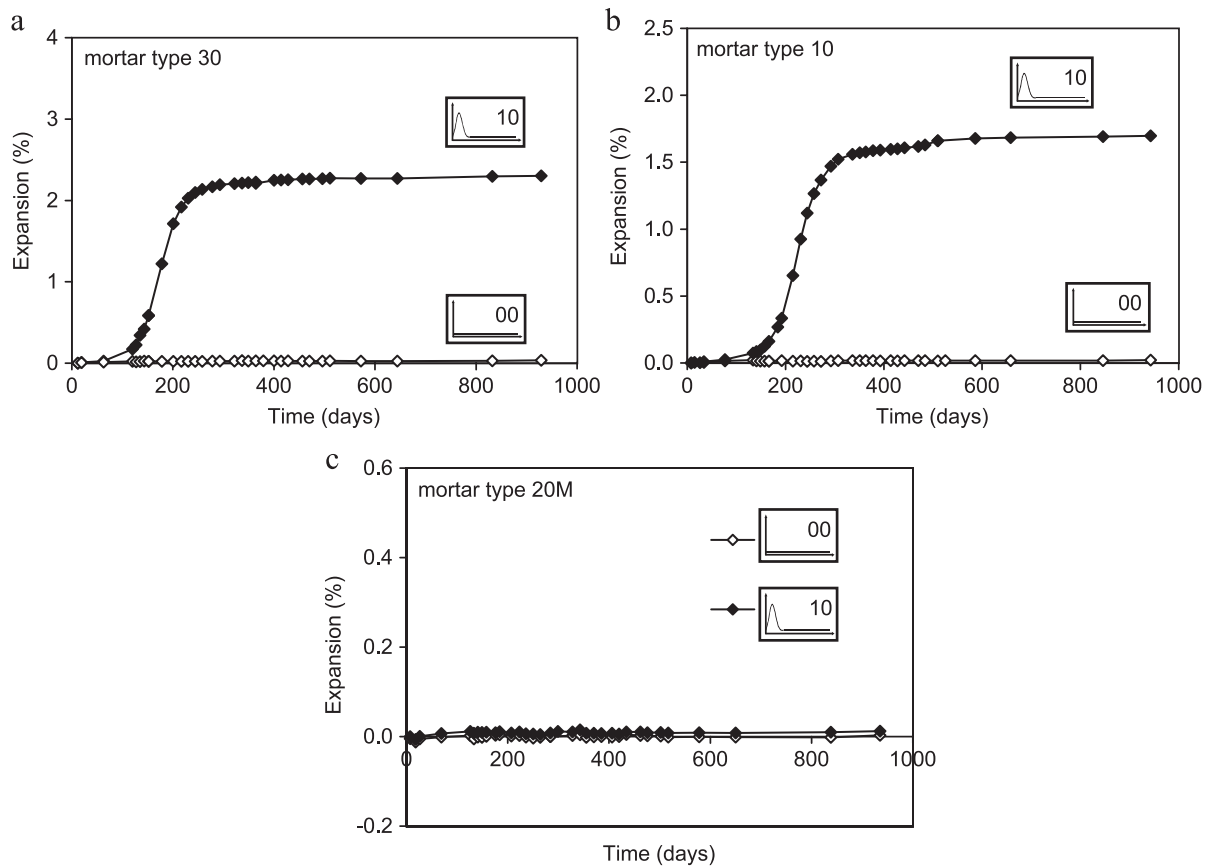 a
mortar type 30
Expansion (%)
4
3
2
1
0
10
00
0 200 400 600 800 1000
Time (days)
b
mortar type 10
Expansion (%)
2.5
2.0
1.5
1.0
0.5
0.0
10
00
0 200 400 600 800 1000
Time (days)
c
mortar type 20M
Expansion (%)
0.6
0.4
0.2
0.0
-0.2
00
10
0 200 400 600 800 1000
Time (days)